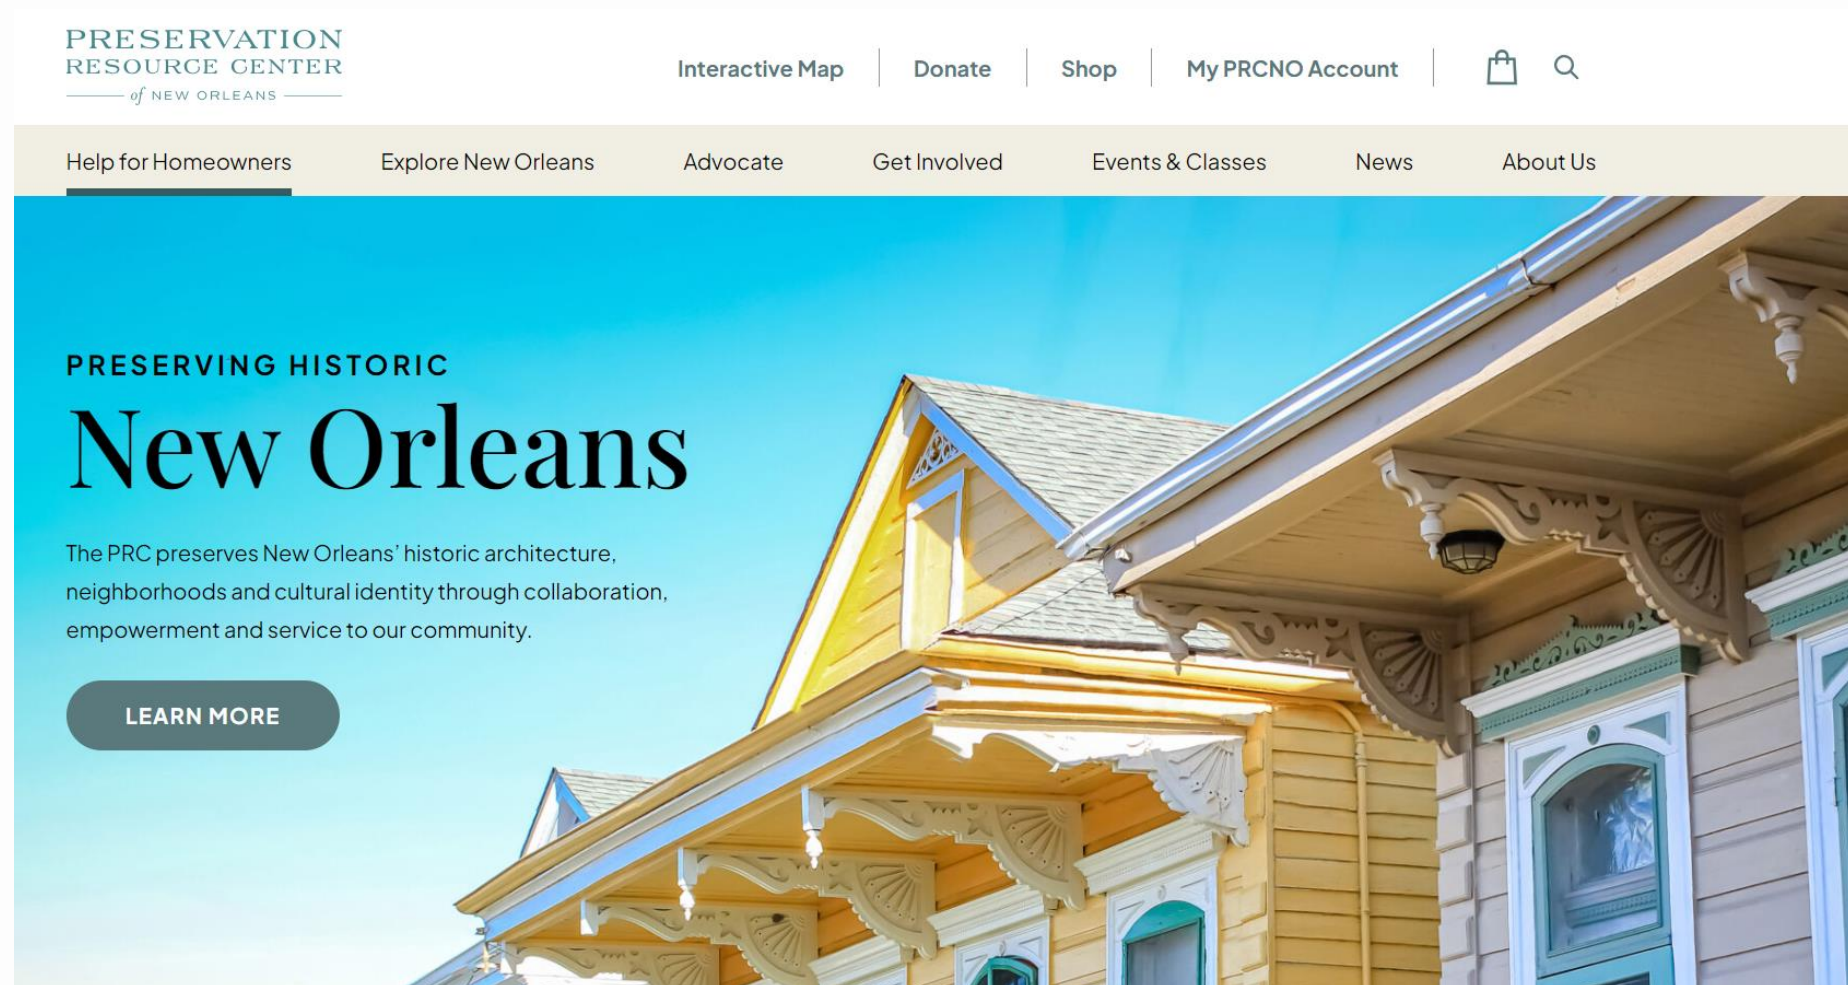 PRESERVATION
RESOURCE CENTER
of NEW ORLEANS
Interactive Map
Donate
Shop
My PRCNO Account
Help for Homeowners
Explore New Orleans
Advocate
Get Involved
Events & Classes
News
About Us
PRESERVING HISTORIC
New Orleans
The PRC preserves New Orleans’ historic architecture,
neighborhoods and cultural identity through collaboration,
empowerment and service to our community.
LEARN MORE